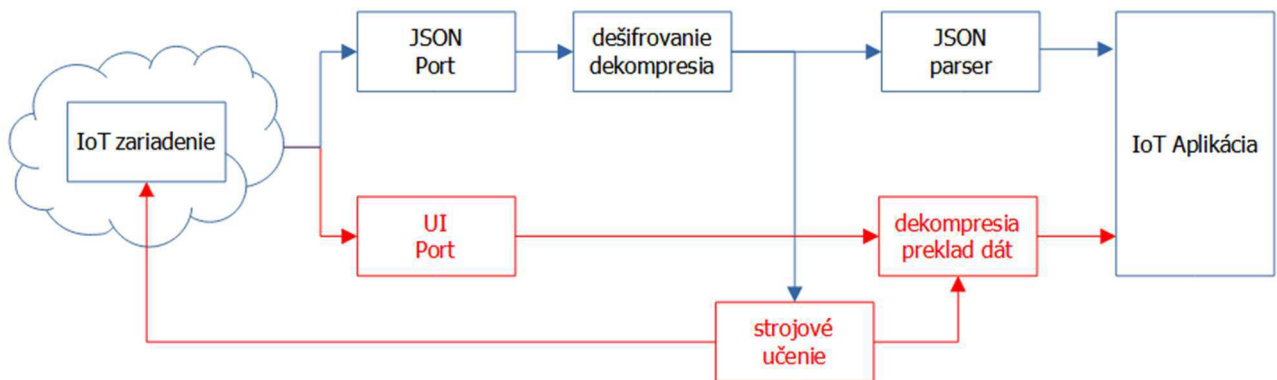 JSON
Port
dešifrovanie
dekompresia
JSON
parser
IoT zariadenie
IoT Aplikácia
UI
Port
dekompresia
preklad dát
strojové
učenie